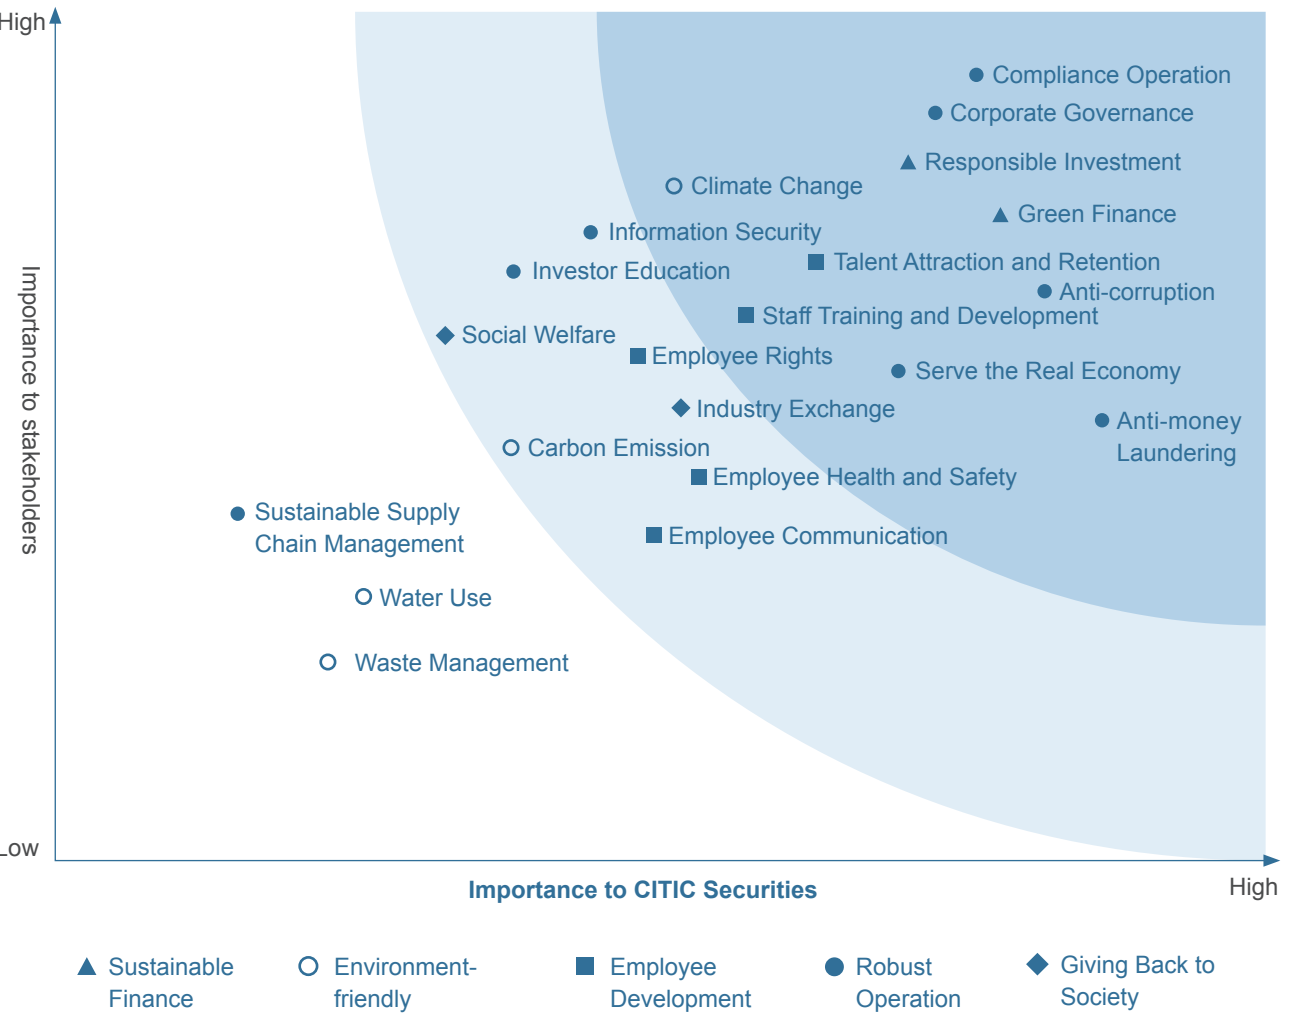 High
Compliance Operation
Corporate Governance
Responsible Investment
Climate Change
Green Finance
Information Security
Talent Attraction and Retention
Investor Education
Anti-corruption
Staff Training and Development
Social Welfare
Employee Rights
Serve the Real Economy
Industry Exchange
Anti-money
Laundering
Carbon Emission
Employee Health and Safety
Sustainable Supply
Chain Management
Employee Communication
Water Use
Waste Management
Importance to stakeholders
Low
Importance to CITIC Securities
High
Sustainable
Finance
Environment-
friendly
Employee
Development
Robust
Operation
Giving Back to
Society